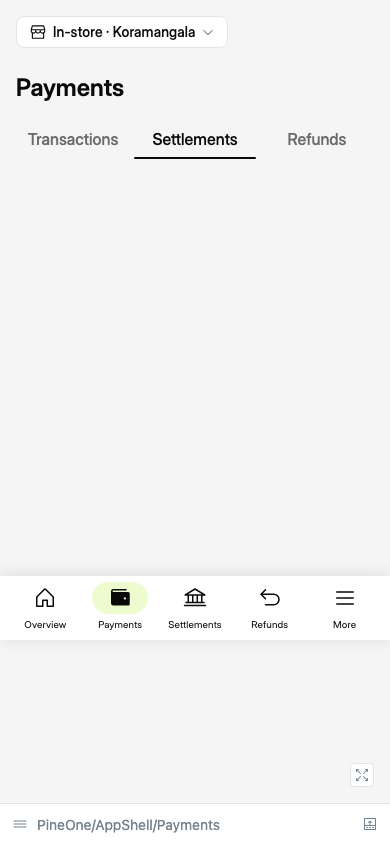 In-store · Koramangala
Payments
Transactions Settlements Refunds
Overview Payments Settlements Refunds More
PineOne/AppShell/Payments